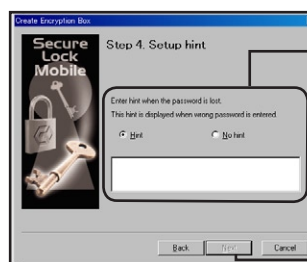 Create Encryption Box
Secure
Lock
Mobile
Step 4. Setup hint
Enter hint when the password is lost.
This hint is displayed when wrong password is entered.
Hint
No hint
Back
Next
Cancel